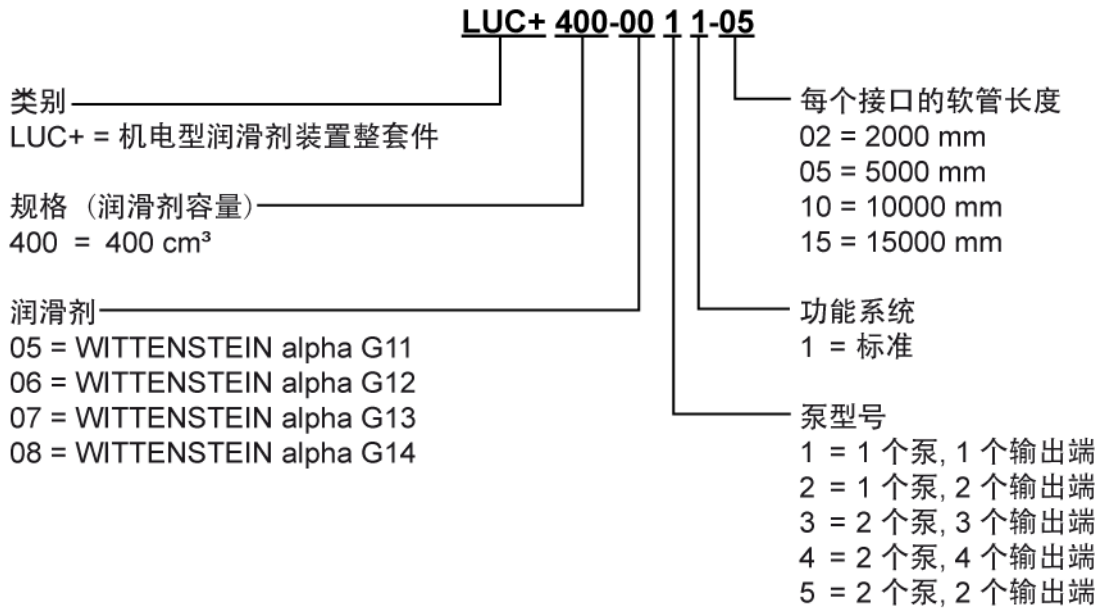 LUC+ 400-00 1 1-05
类别
LUC+ = 机电型润滑剂装置整套件
规格 (润滑剂容量)
400 = 400 cm³
润滑剂
05 = WITTENSTEIN alpha G11
06 = WITTENSTEIN alpha G12
07 = WITTENSTEIN alpha G13
08 = WITTENSTEIN alpha G14
每个接口的软管长度
02 = 2000 mm
05 = 5000 mm
10 = 10000 mm
15 = 15000 mm
功能系统
1 = 标准
泵型号
1 = 1 个泵, 1 个输出端
2 = 1 个泵, 2 个输出端
3 = 2 个泵, 3 个输出端
4 = 2 个泵, 4 个输出端
5 = 2 个泵, 2 个输出端